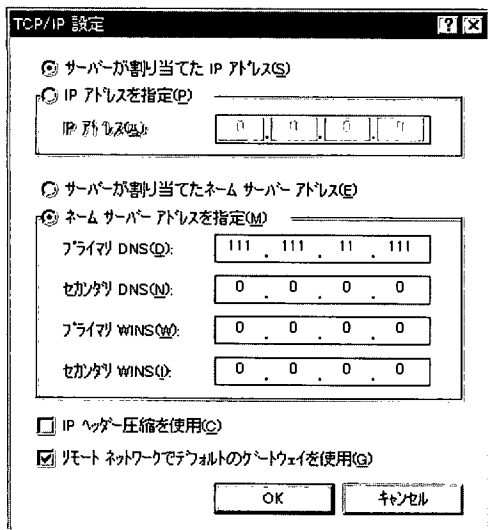 TCP/IP 設定
サーバーが割り当てた IP アドレス(S)
IP アドレスを指定(P)
IP アドレス(A):
0 . 0 . 0 . 0
サーバーが割り当てたネーム サーバー アドレス(E)
ネーム サーバー アドレスを指定(M)
プライマリ DNS(D): 111 . 111 . 11 . 111
セカンダリ DNS(N): 0 . 0 . 0 . 0
プライマリ WINS(W): 0 . 0 . 0 . 0
セカンダリ WINS(I): 0 . 0 . 0 . 0
IP ヘッダー圧縮を使用(C)
リモート ネットワークでデフォルトのゲートウェイを使用(G)
OK キャンセル